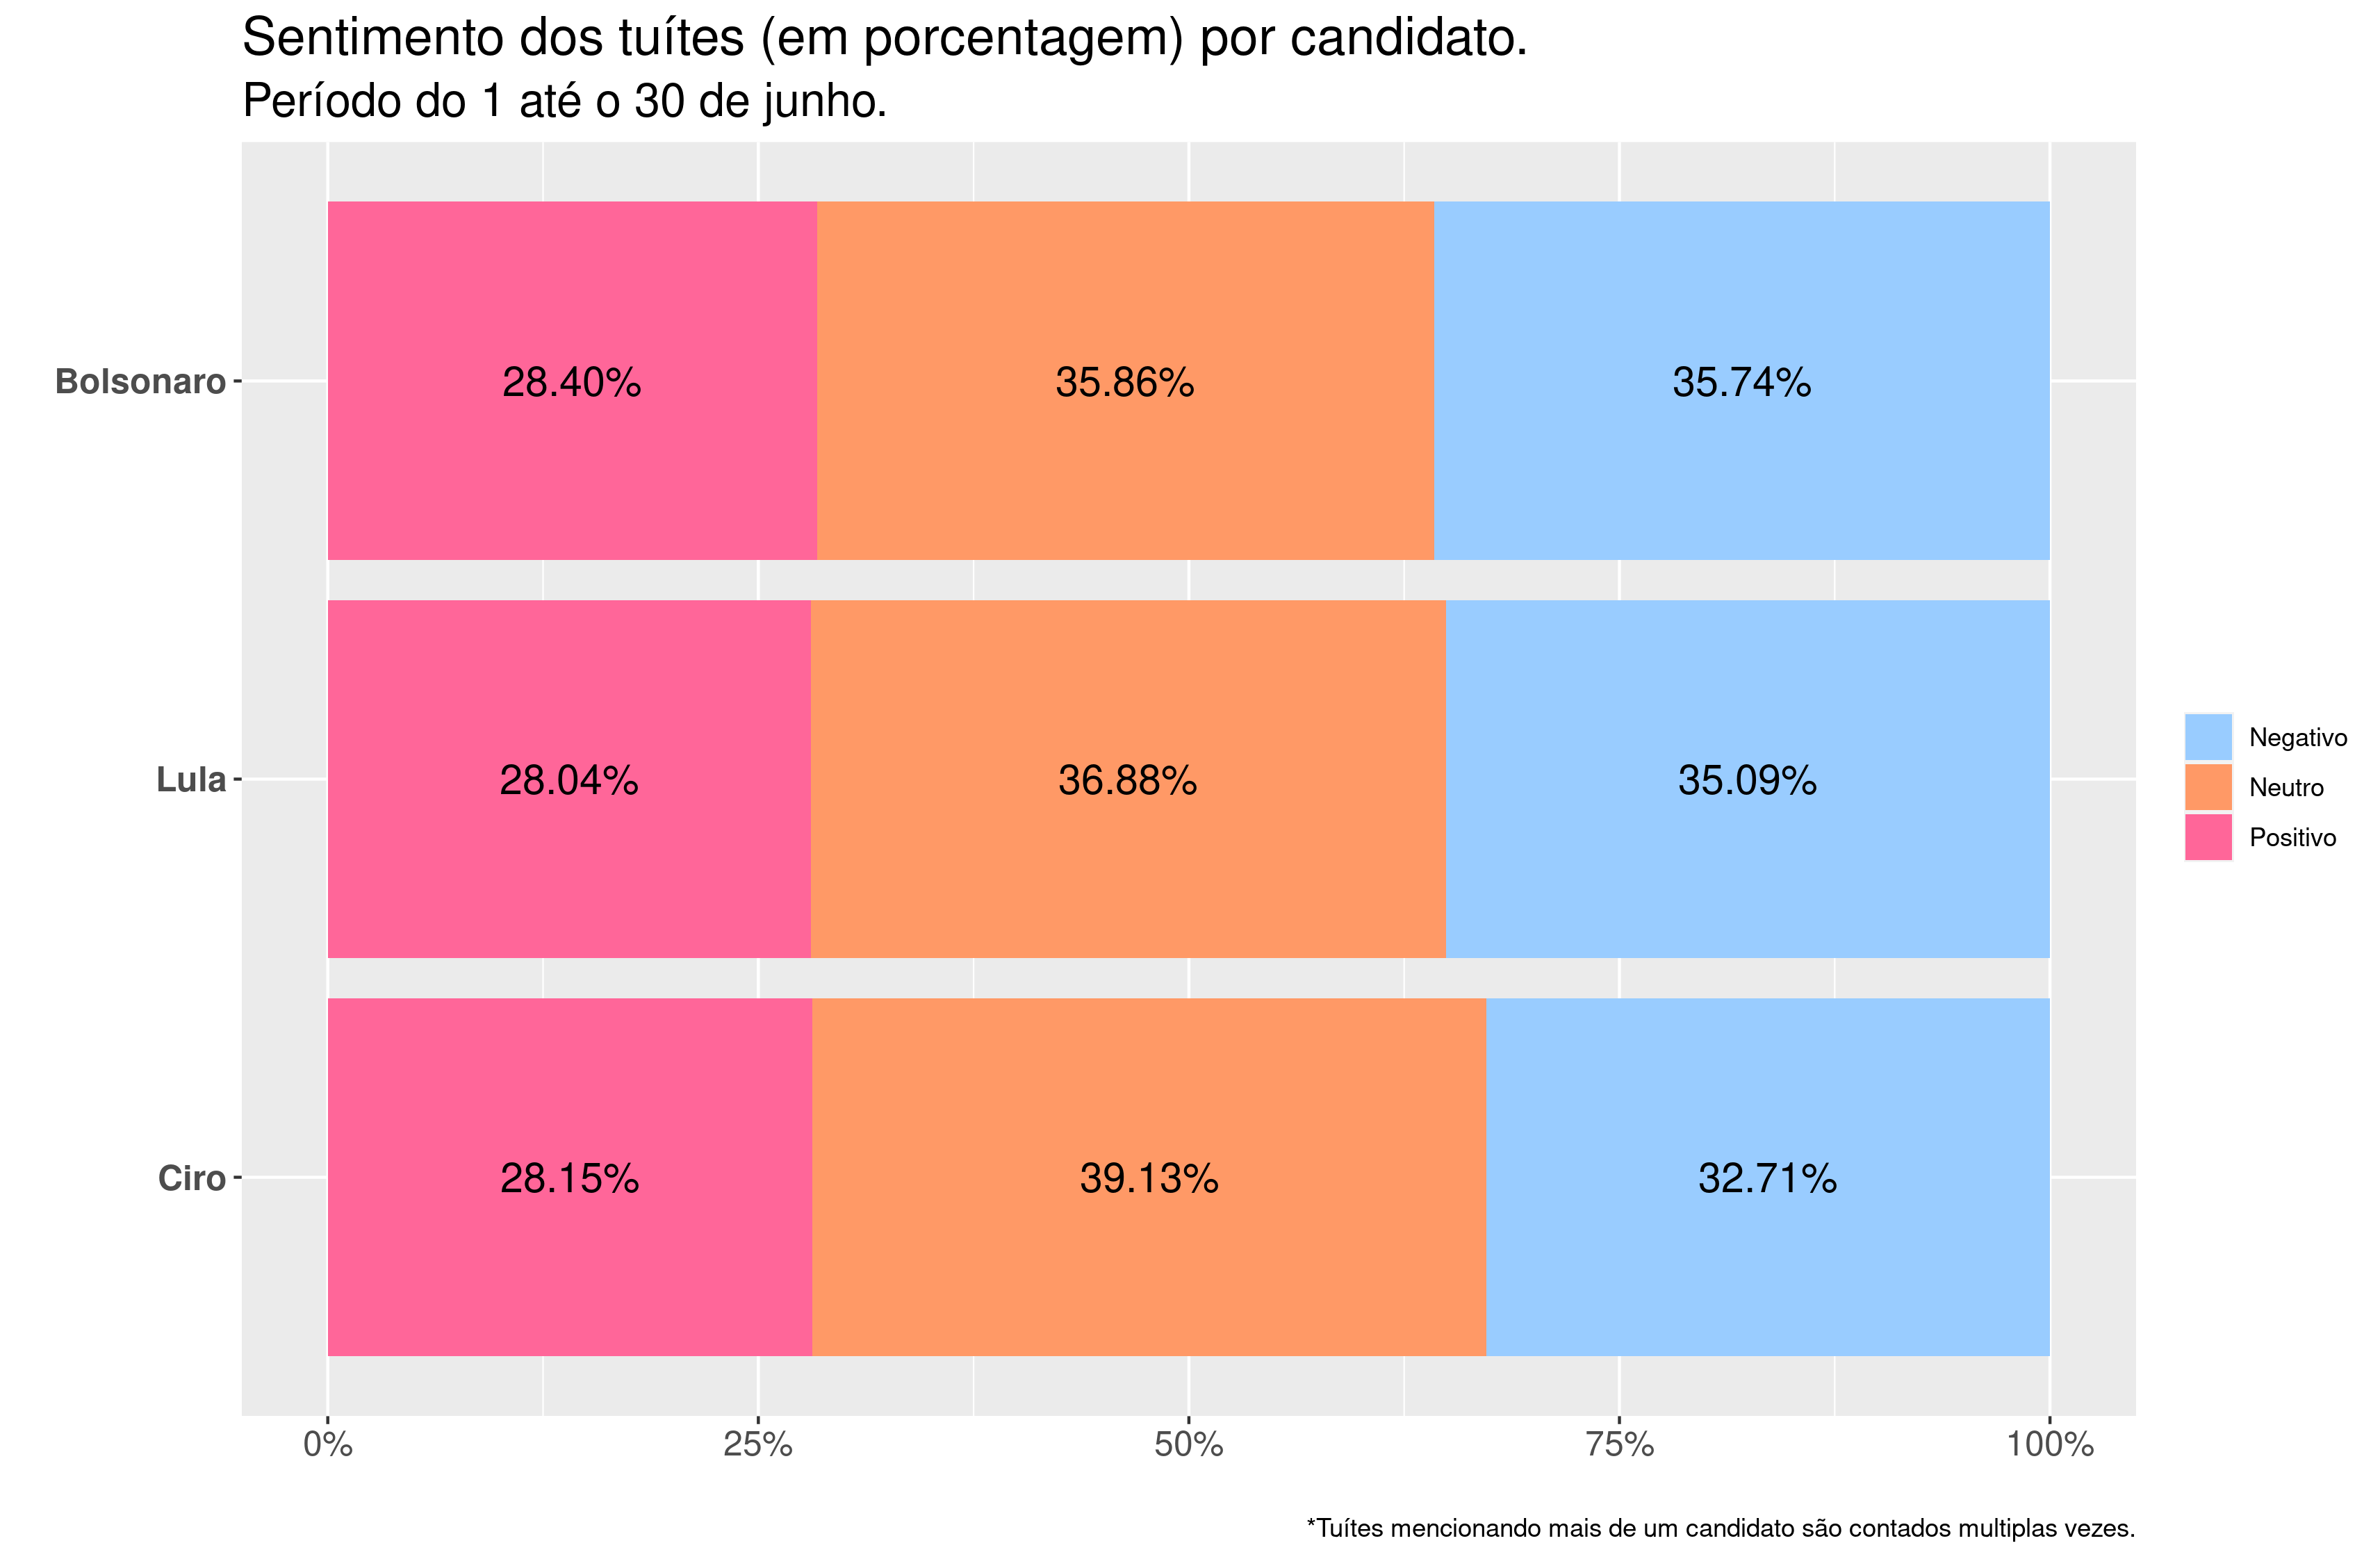 Sentimento dos tuítes (em porcentagem) por candidato.
Período do 1 até o 30 de junho.
Bolsonaro
28.40%
35.86%
35.74%
Lula
28.04%
36.88%
35.09%
Ciro
28.15%
39.13%
32.71%
Negativo
Neutro
Positivo
0%
25%
50%
75%
100%
*Tuítes mencionando mais de um candidato são contados multiplas vezes.